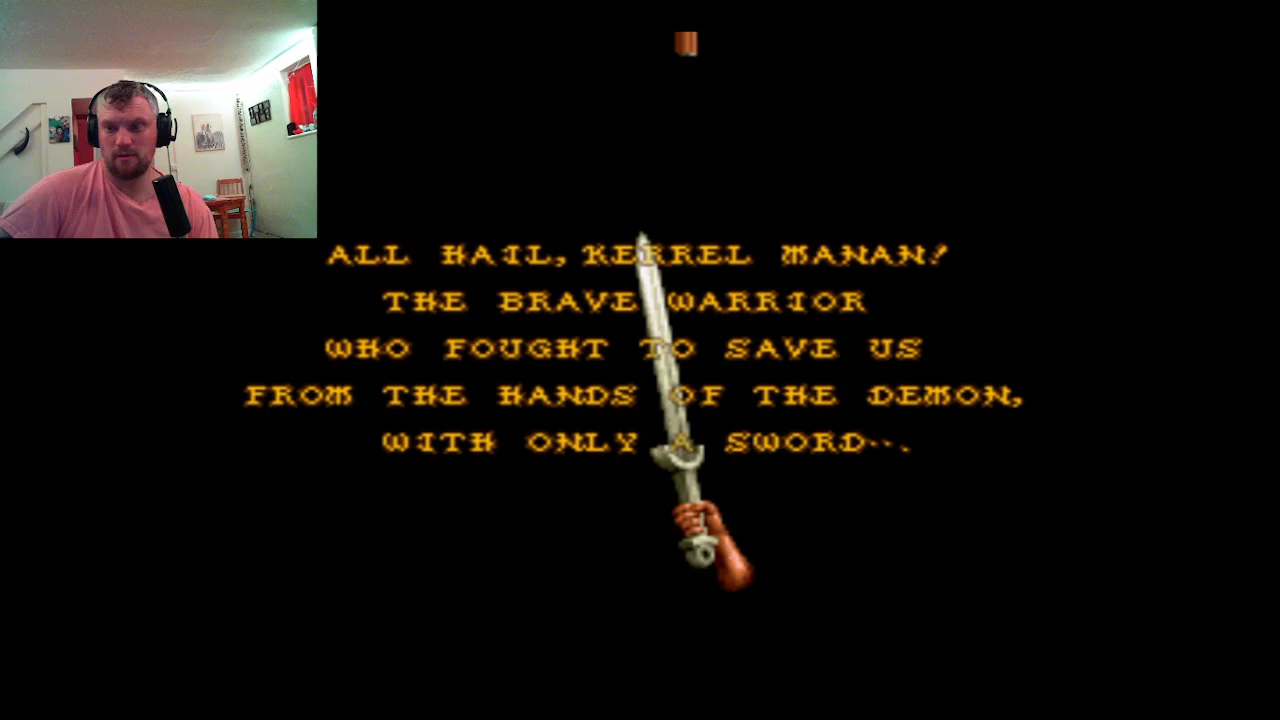 ALL HAIL, KERREL MANAN!
THE BRAVE WARRIOR
WHO FOUGHT TO SAVE US
FROM THE HANDS OF THE DEMON,
WITH ONLY A SWORD...